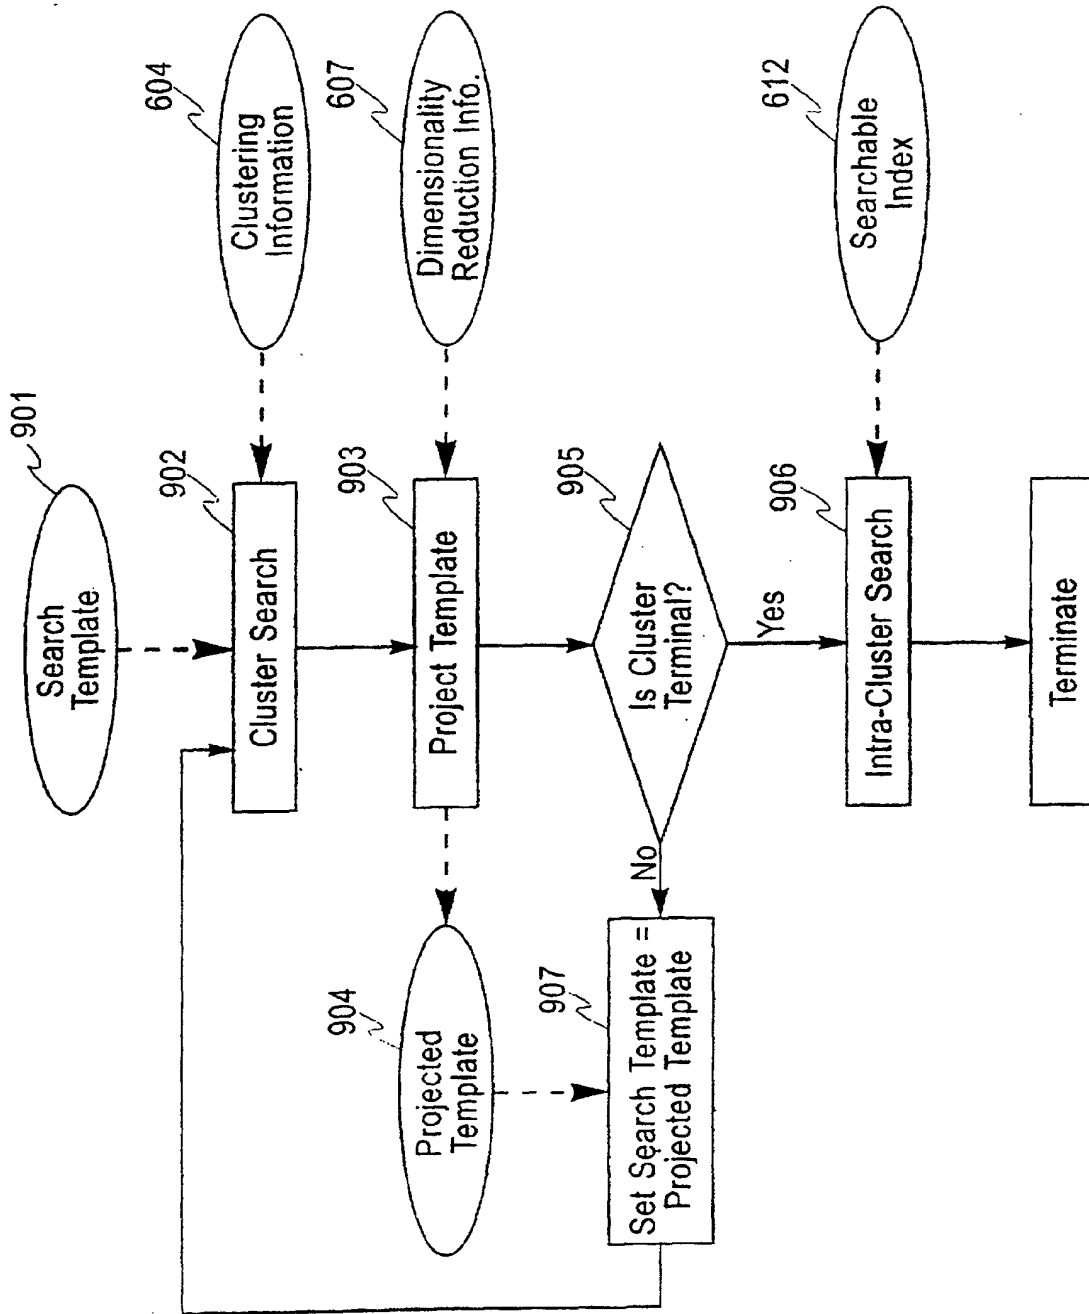 901
Search
Template
902
Cluster Search
604
Clustering
Information
903
Project Template
607
Dimensionality
Reduction Info.
904
Projected
Template
905
Is Cluster
Terminal?
No
Yes
907
Set Search Template =
Projected Template
906
Intra-Cluster Search
612
Searchable
Index
Terminate